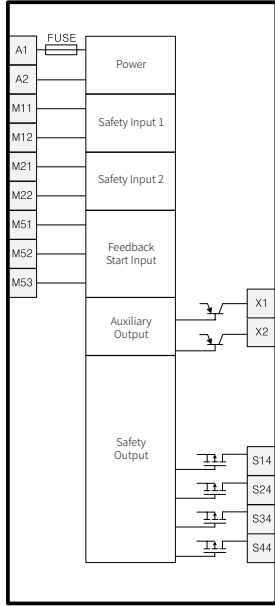 A1
FUSE
Power
A2
M11
Safety Input 1
M12
M21
Safety Input 2
M22
M51
M52
Feedback
Start Input
M53
X1
Auxiliary
Output
X2
Safety
Output
S14
S24
S34
S44